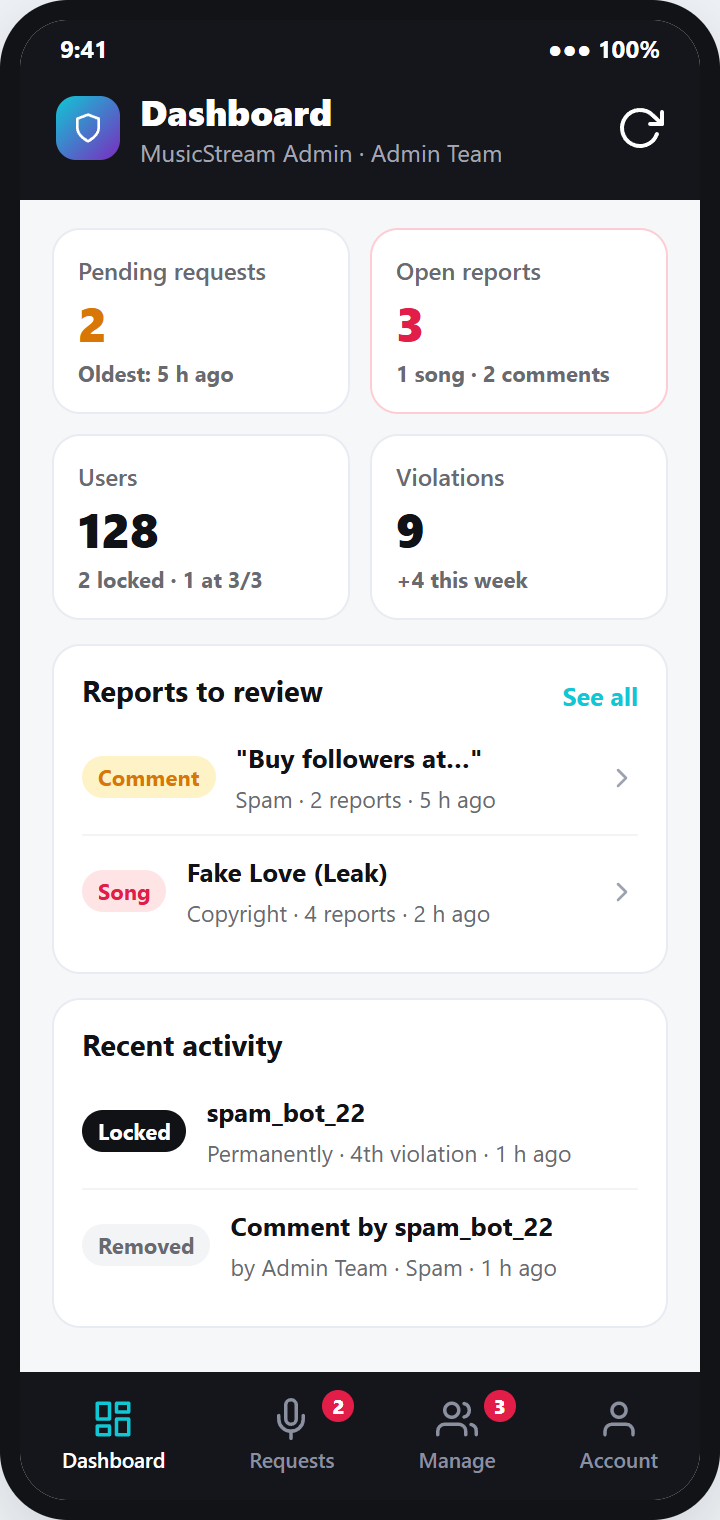 9:41
●●● 100%
Dashboard
MusicStream Admin · Admin Team
Pending requests
2
Oldest: 5 h ago
Open reports
3
1 song · 2 comments
Users
128
2 locked · 1 at 3/3
Violations
9
+4 this week
Reports to review
See all
Comment
"Buy followers at..."
Spam · 2 reports · 5 h ago
Song
Fake Love (Leak)
Copyright · 4 reports · 2 h ago
Recent activity
Locked
spam_bot_22
Permanently · 4th violation · 1 h ago
Removed
Comment by spam_bot_22
by Admin Team · Spam · 1 h ago
Dashboard
2
Requests
3
Manage
Account